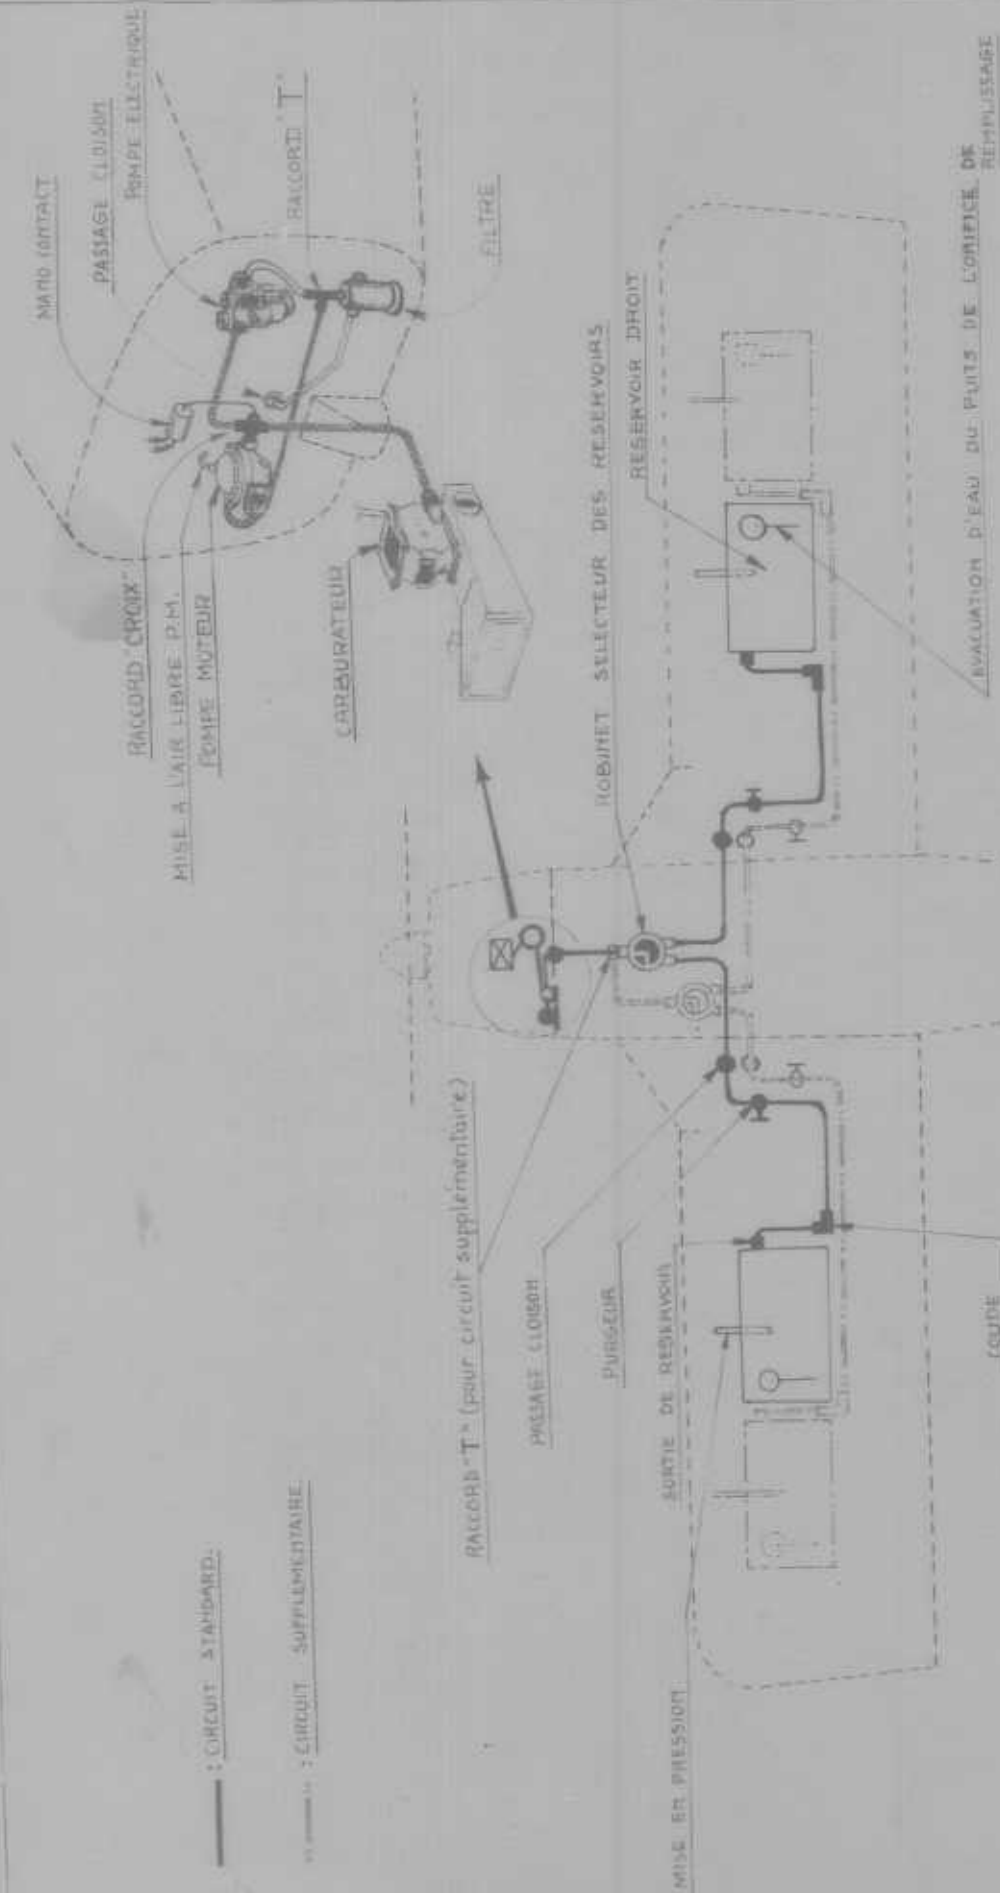 : CIRCUIT STANDARD.
: CIRCUIT SUPPLEMENTAIRE
MANO CONTACT
PASSAGE CLOISON
POMPE ELECTRIQUE
RACCORD "T"
FILTRE
RACCORD "CROIX"
MISE A L'AIR LIBRE P.M.
POMPE MOTEUR
CARBURATEUR
ROBINET SELECTEUR DES RESERVOIRS
RESERVOIR DROIT
RACCORD "T" (pour circuit supplémentaire)
PASSAGE CLOISON
PURGEUR
SORTIE DE RESERVOIR
MISE EN PRESSION
COUDE
EVACUATION D'EAU DU PUITS DE L'ORIFICE DE
REMPLISSAGE